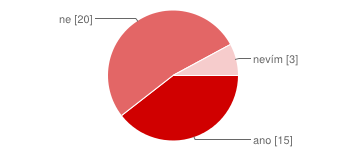 ne [20]
nevím [3]
ano [15]